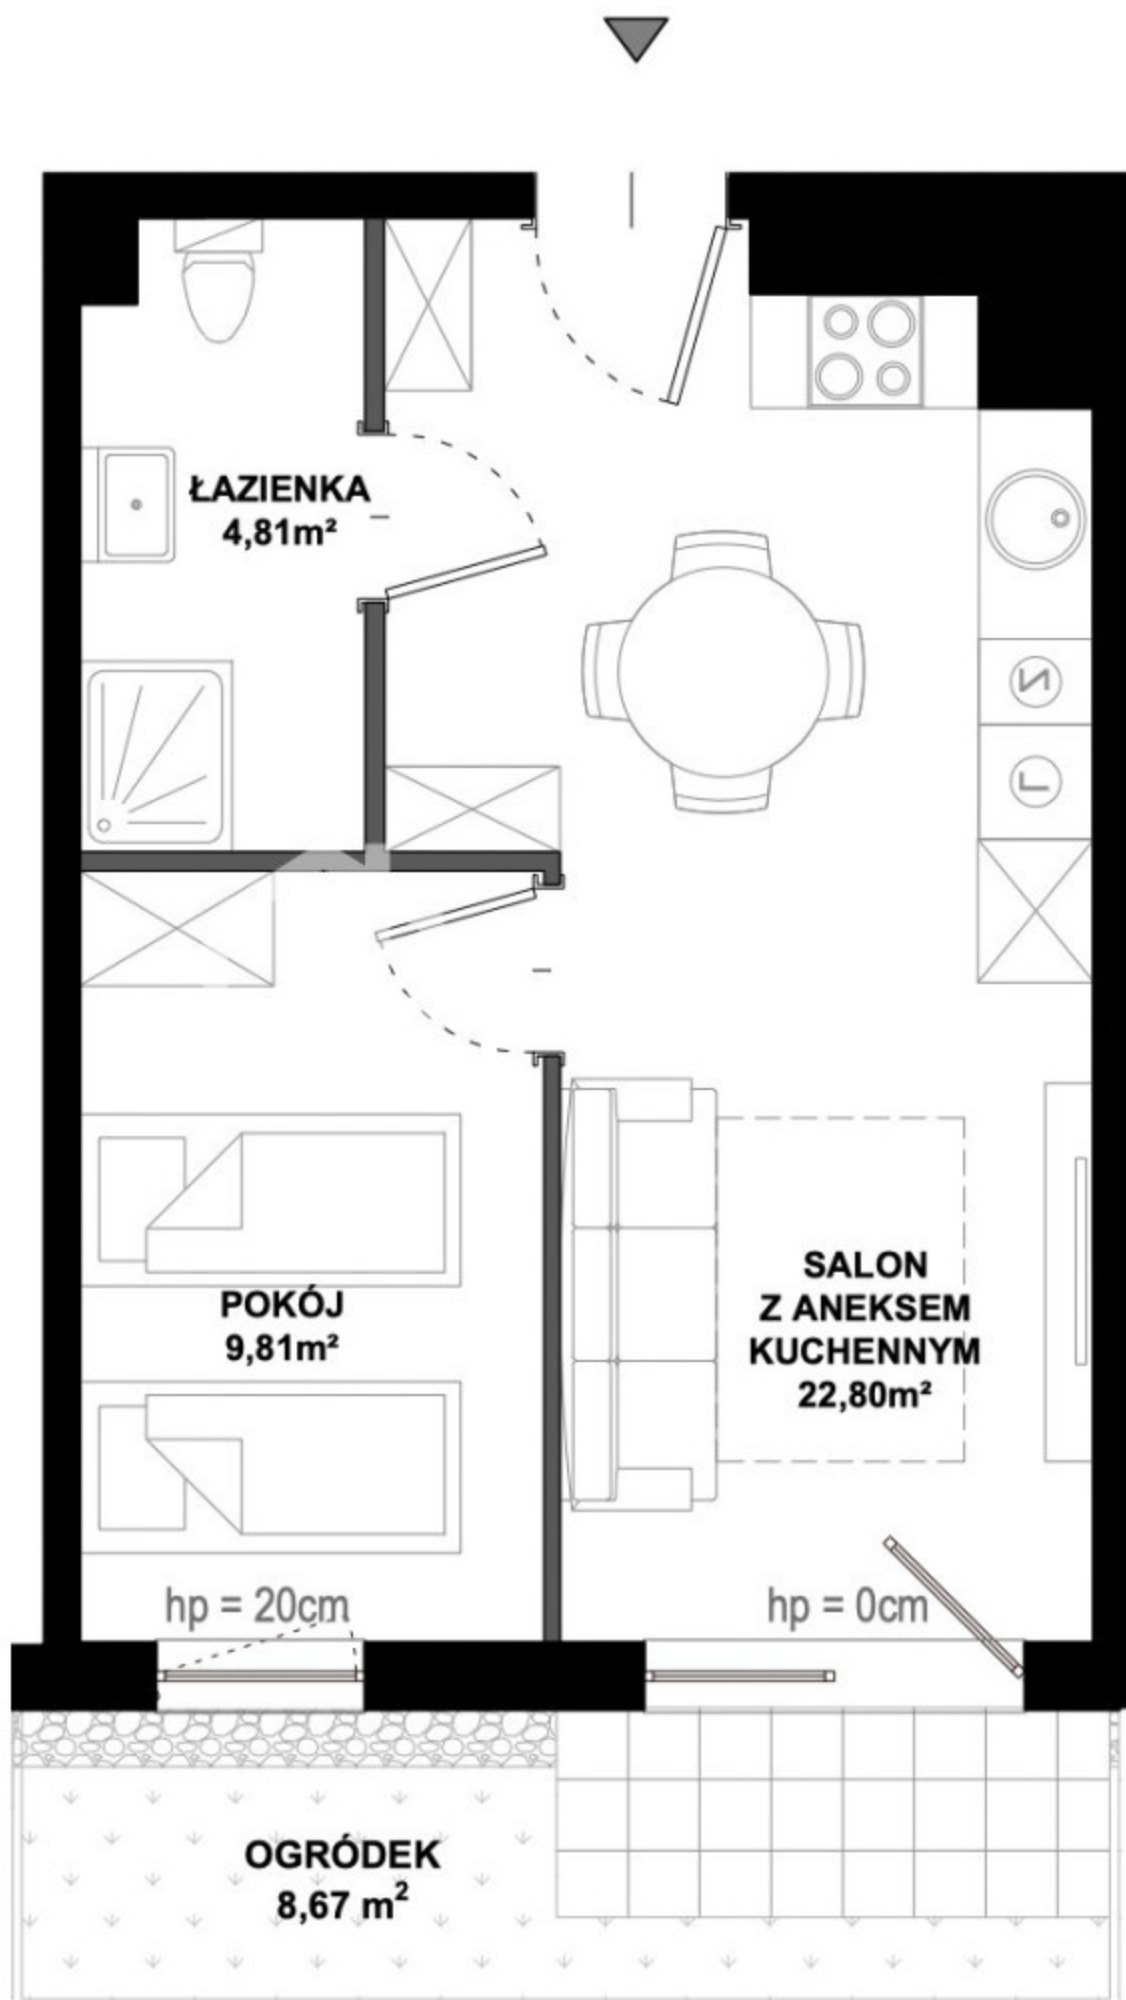 ŁAZIENKA
4,81m²
Z
L
POKÓJ
9,81m²
SALON
Z ANEKSEM
KUCHENNYM
22,80m²
hp = 20cm
hp = 0cm
OGRÓDEK
8,67 m²